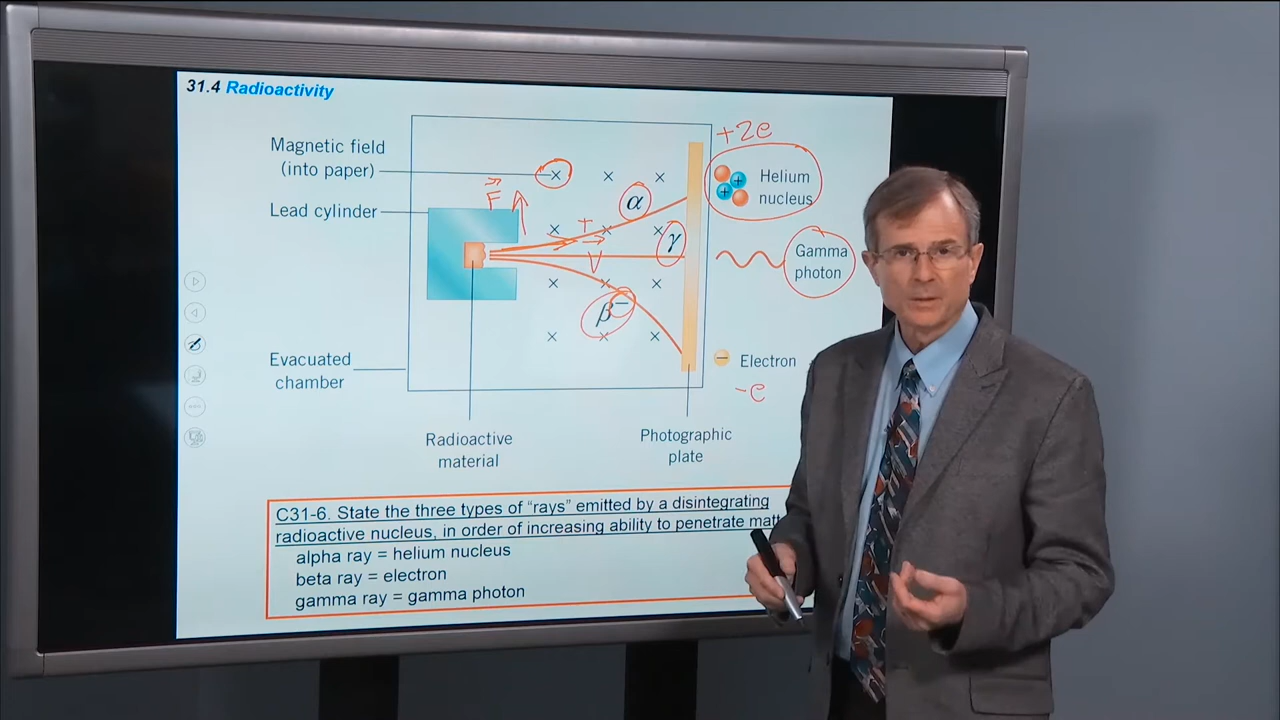 31.4 Radioactivity
+2e
Magnetic field
(into paper)
× × ×
Helium
nucleus
+
+
F
α
Lead cylinder
× × ×
+
γ
V
Gamma
photon
× × ×
β−
× × ×
Evacuated
chamber
− Electron
-e
Radioactive
material
Photographic
plate
C31-6. State the three types of “rays” emitted by a disintegrating
radioactive nucleus, in order of increasing ability to penetrate
alpha ray = helium nucleus
beta ray = electron
gamma ray = gamma photon